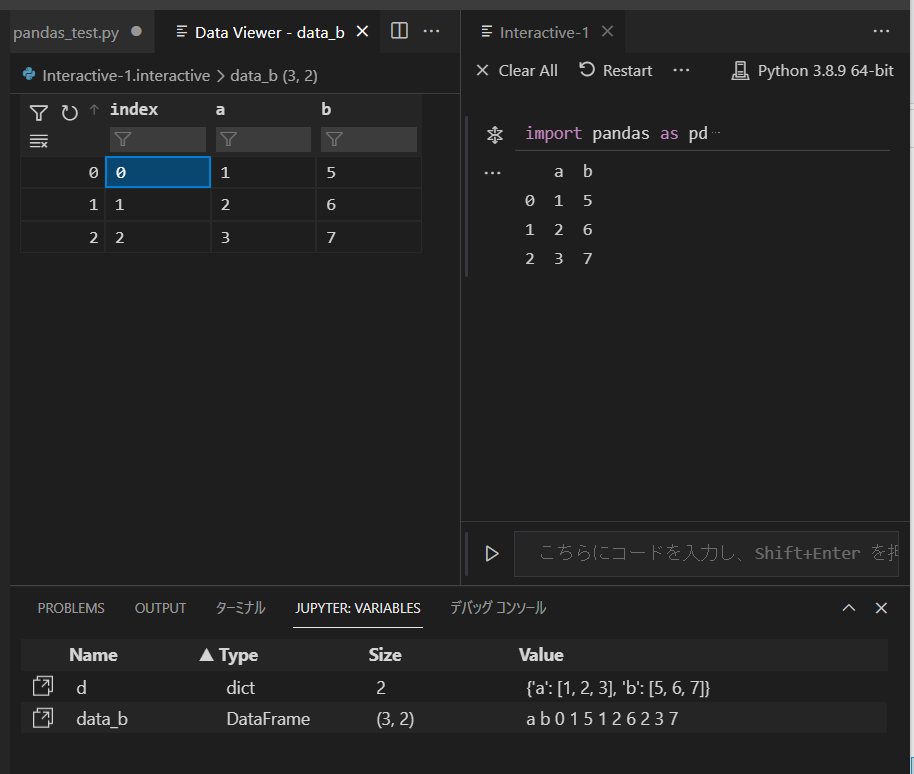 pandas_test.py
Data Viewer - data_b
Interactive-1.interactive > data_b (3, 2)
index a b
0 0 1 5
1 1 2 6
2 2 3 7
Interactive-1
Clear All Restart Python 3.8.9 64-bit
import pandas as pd
a b
0 1 5
1 2 6
2 3 7
こちらにコードを入力し、Shift+Enter を押
PROBLEMS OUTPUT ターミナル JUPYTER: VARIABLES デバッグ コンソール
Name Type Size Value
d dict 2 {'a': [1, 2, 3], 'b': [5, 6, 7]}
data_b DataFrame (3, 2) a b 0 1 5 1 2 6 2 3 7